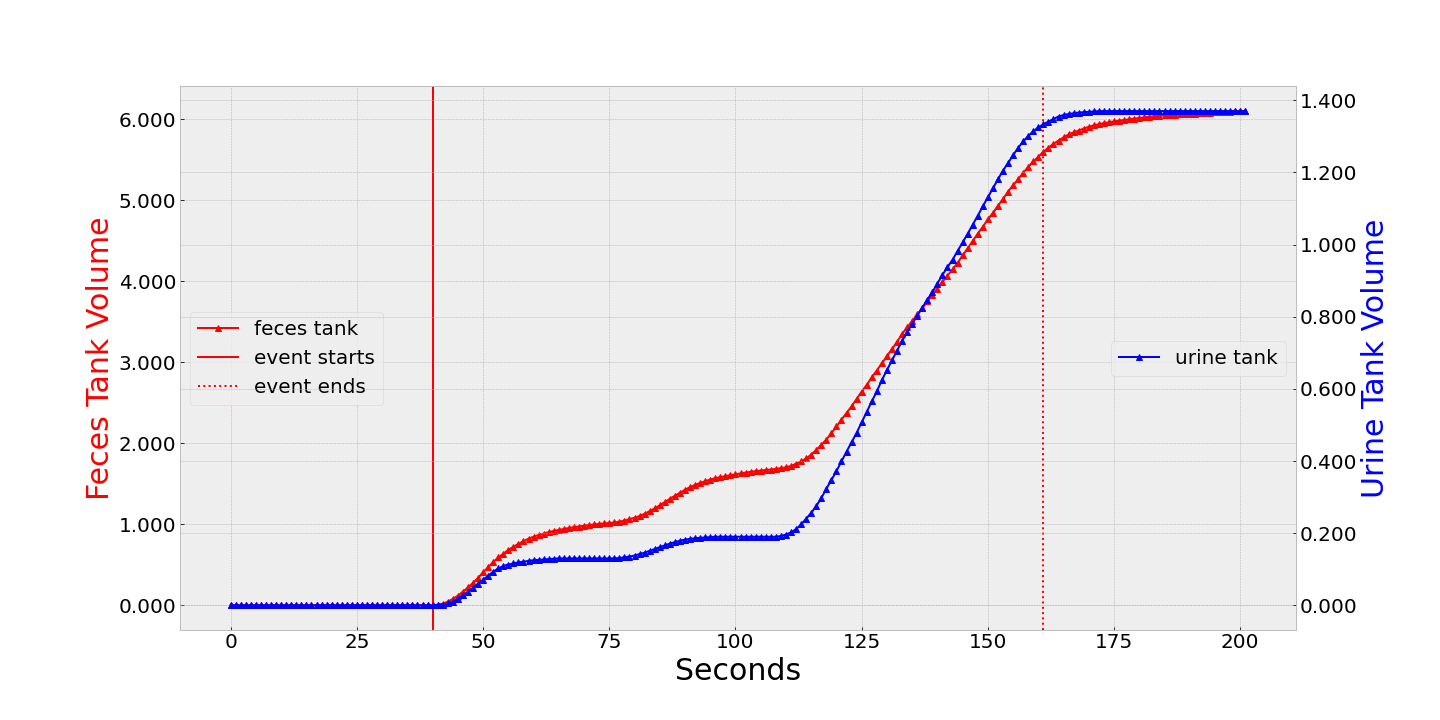 6.000
5.000
4.000
3.000
2.000
1.000
0.000
Feces Tank Volume
feces tank
event starts
event ends
urine tank
1.400
1.200
1.000
0.800
0.600
0.400
0.200
0.000
Urine Tank Volume
0 25 50 75 100 125 150 175 200
Seconds